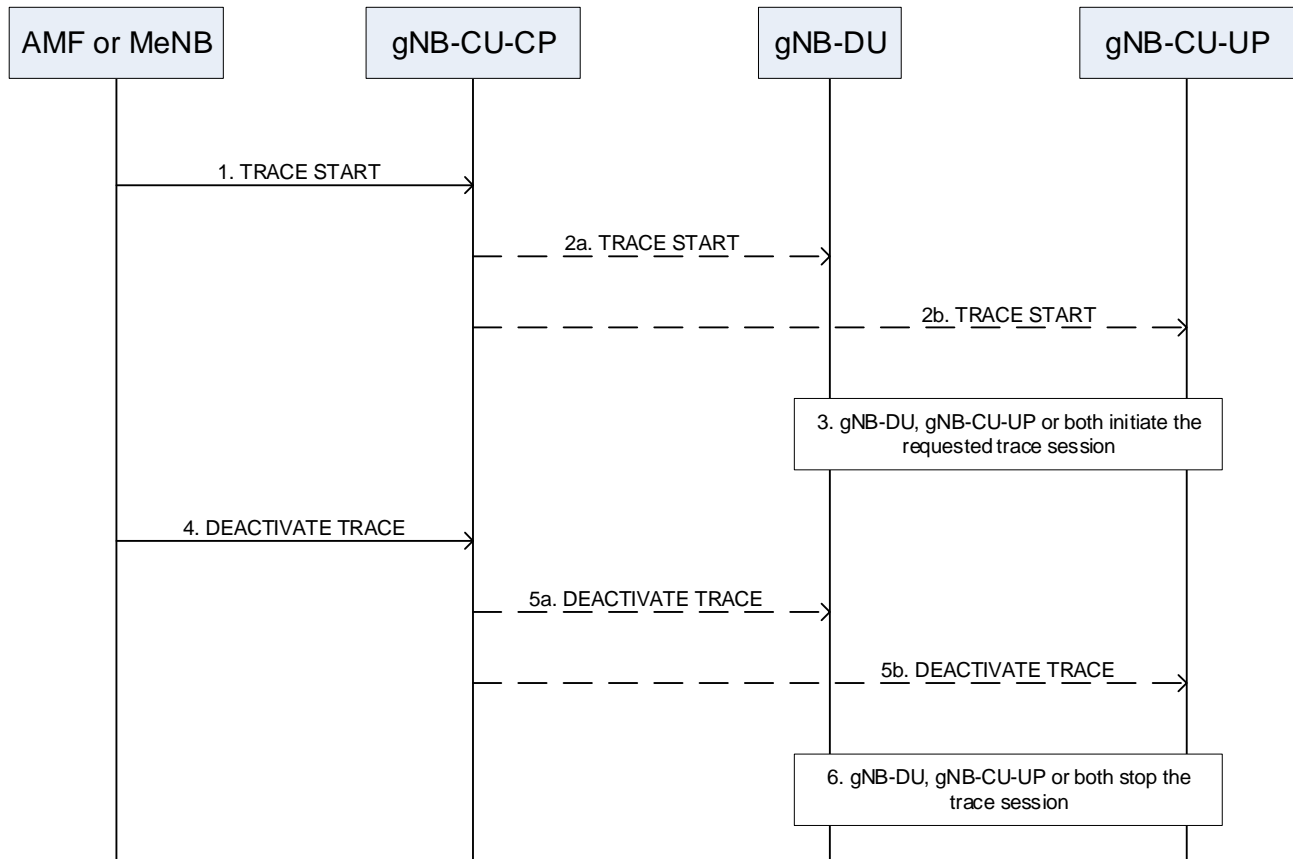 AMF or MeNB
gNB-CU-CP
gNB-DU
gNB-CU-UP
1. TRACE START
2a. TRACE START
2b. TRACE START
3. gNB-DU, gNB-CU-UP or both initiate the
requested trace session
4. DEACTIVATE TRACE
5a. DEACTIVATE TRACE
5b. DEACTIVATE TRACE
6. gNB-DU, gNB-CU-UP or both stop the
trace session